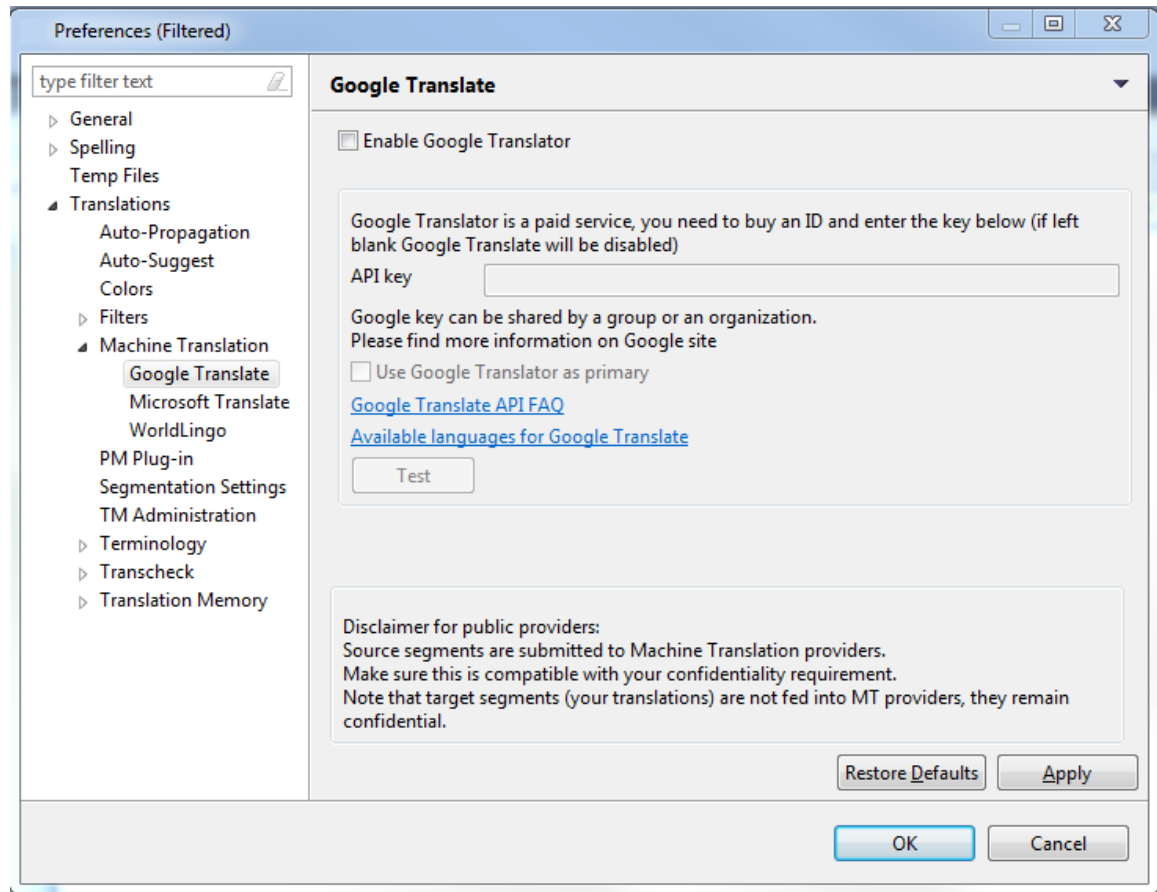 Preferences (Filtered)
type filter text
General
Spelling
Temp Files
Translations
Auto-Propagation
Auto-Suggest
Colors
Filters
Machine Translation
Google Translate
Microsoft Translate
WorldLingo
PM Plug-in
Segmentation Settings
TM Administration
Terminology
Transcheck
Translation Memory
Google Translate
Enable Google Translator
Google Translator is a paid service, you need to buy an ID and enter the key below (if left
blank Google Translate will be disabled)
API key
Google key can be shared by a group or an organization.
Please find more information on Google site
Use Google Translator as primary
Google Translate API FAQ
Available languages for Google Translate
Test
Disclaimer for public providers:
Source segments are submitted to Machine Translation providers.
Make sure this is compatible with your confidentiality requirement.
Note that target segments (your translations) are not fed into MT providers, they remain
confidential.
Restore Defaults
Apply
OK
Cancel